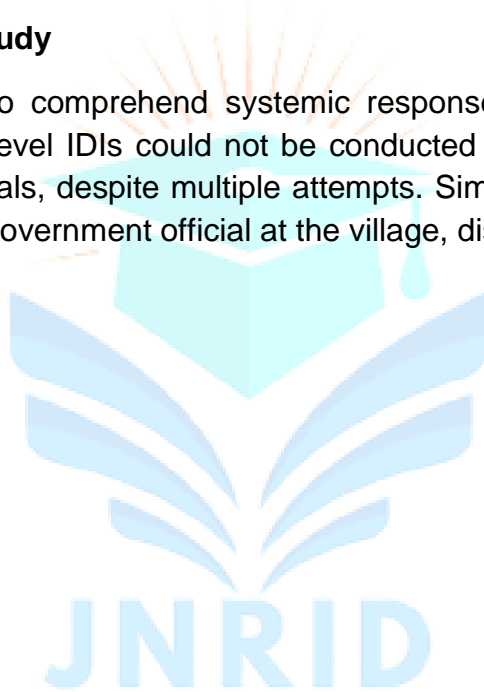 udy
o comprehend systemic response
evel IDIs could not be conducted
als, despite multiple attempts. Sim
overnment official at the village, dis
JNRID